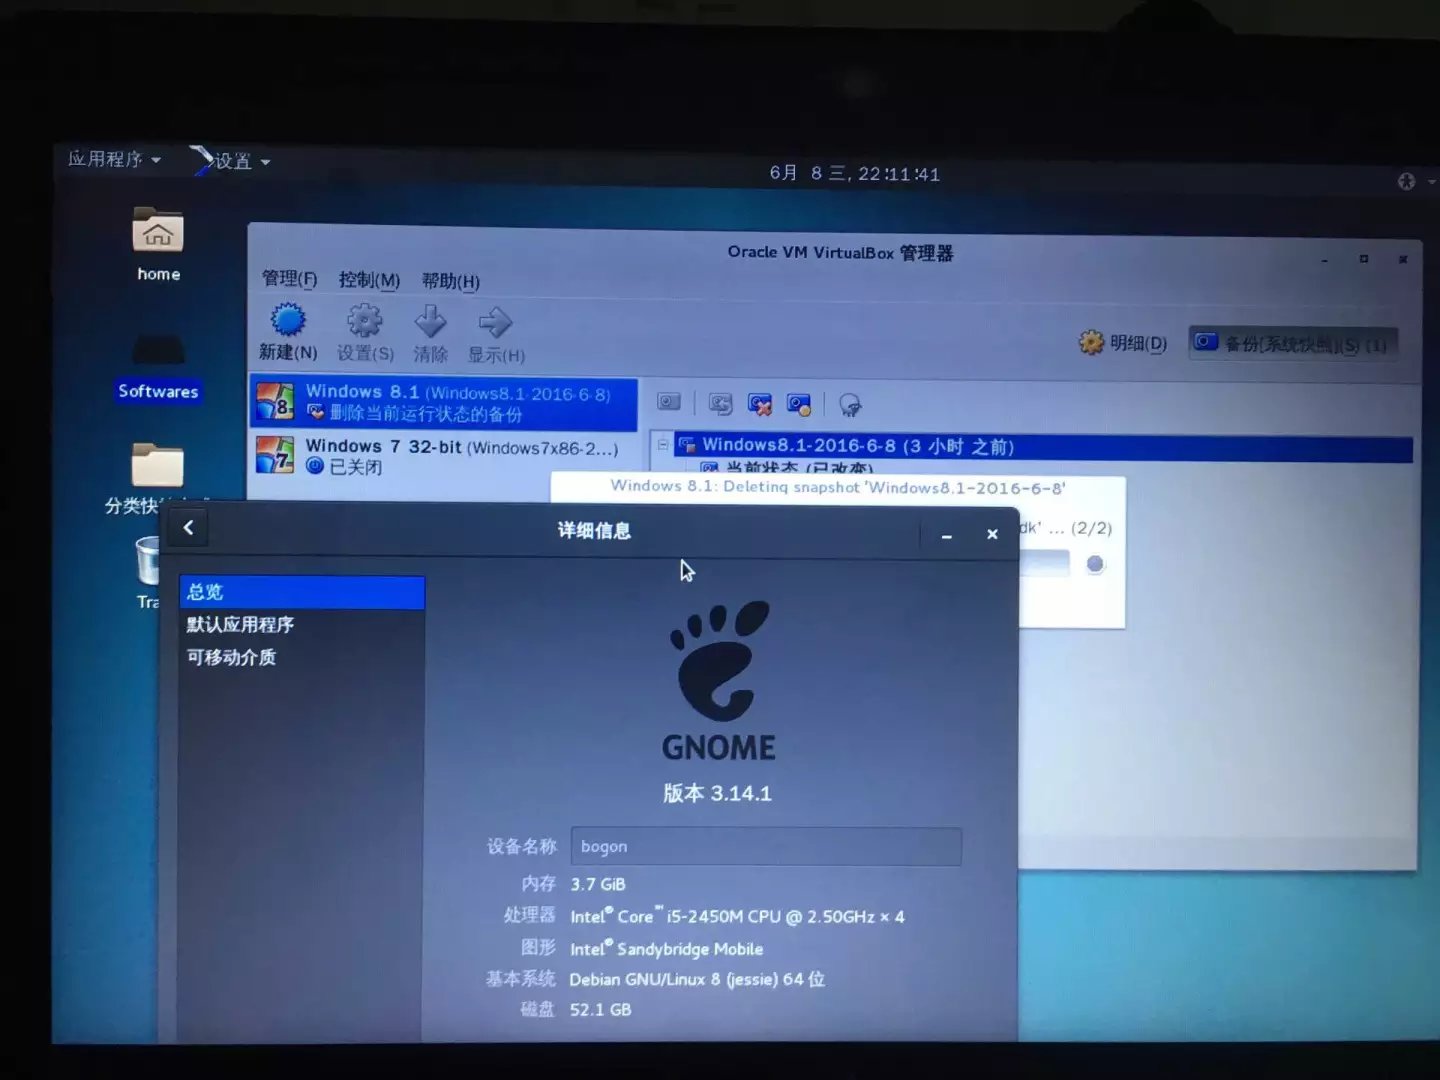 应用程序
设置
6月 8 三, 22:11:41
home
Softwares
分类快
Tra
Oracle VM VirtualBox 管理器
管理(F) 控制(M) 帮助(H)
新建(N) 设置(S) 清除 显示(H)
明细(D) 备份[系统快照](S) (1)
Windows 8.1 (Windows8.1-2016-6-8)
删除当前运行状态的备份
Windows 7 32-bit (Windows7x86-2...)
已关闭
Windows8.1-2016-6-8 (3 小时 之前)
当前状态 (已改变)
Windows 8.1: Deleting snapshot 'Windows8.1-2016-6-8'
dk' ... (2/2)
详细信息
总览
默认应用程序
可移动介质
GNOME
版本 3.14.1
设备名称 bogon
内存 3.7 GiB
处理器 Intel® Core™ i5-2450M CPU @ 2.50GHz × 4
图形 Intel® Sandybridge Mobile
基本系统 Debian GNU/Linux 8 (jessie) 64 位
磁盘 52.1 GB